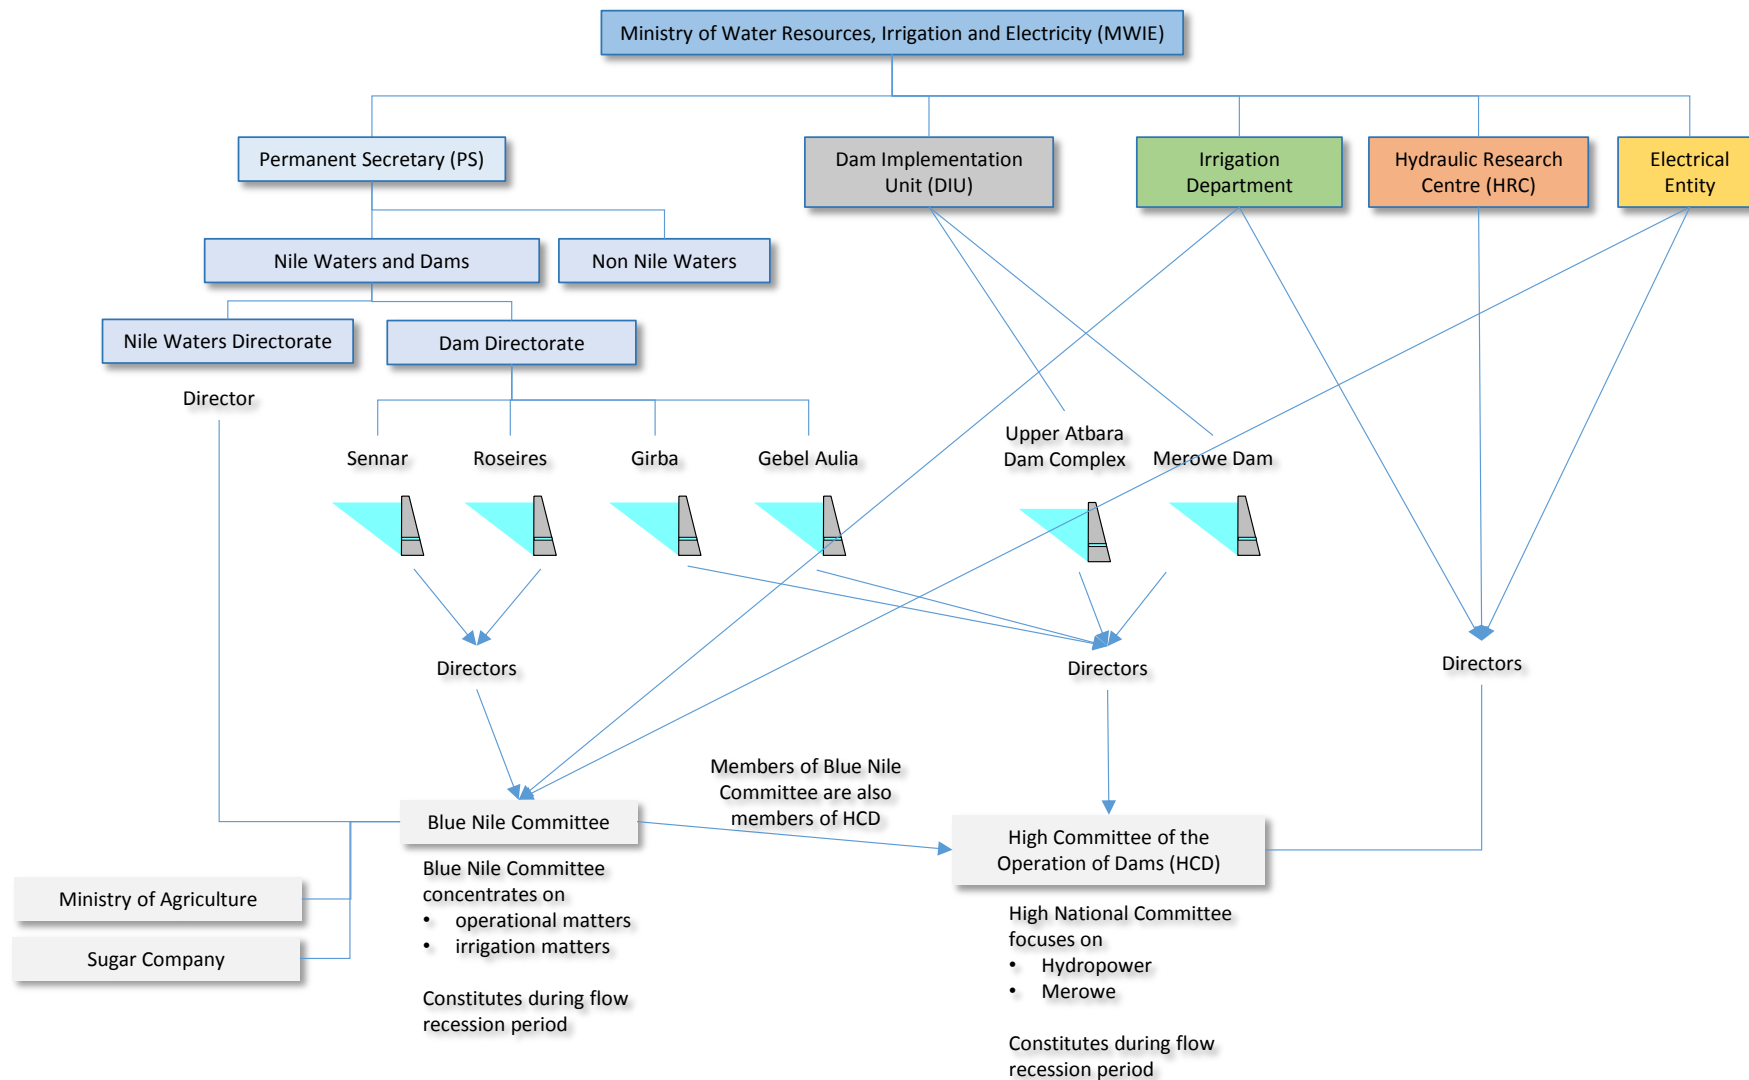 Ministry of Water Resources, Irrigation and Electricity (MWIE)
Permanent Secretary (PS)
Dam Implementation
Unit (DIU)
Irrigation
Department
Hydraulic Research
Centre (HRC)
Electrical
Entity
Nile Waters and Dams
Non Nile Waters
Nile Waters Directorate
Dam Directorate
Director
Sennar
Roseires
Girba
Gebel Aulia
Upper Atbara
Dam Complex
Merowe Dam
Directors
Directors
Directors
Members of Blue Nile
Committee are also
members of HCD
Blue Nile Committee
High Committee of the
Operation of Dams (HCD)
Ministry of Agriculture
Sugar Company
Blue Nile Committee
concentrates on
• operational matters
• irrigation matters
Constitutes during flow
recession period
High National Committee
focuses on
• Hydropower
• Merowe
Constitutes during flow
recession period